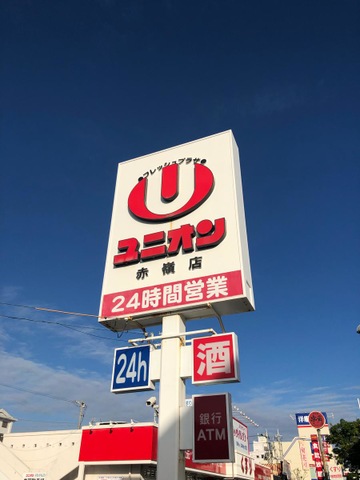 フレッシュプラザ
U
ユニオン
赤嶺店
24時間営業
24h
酒
銀行
ATM